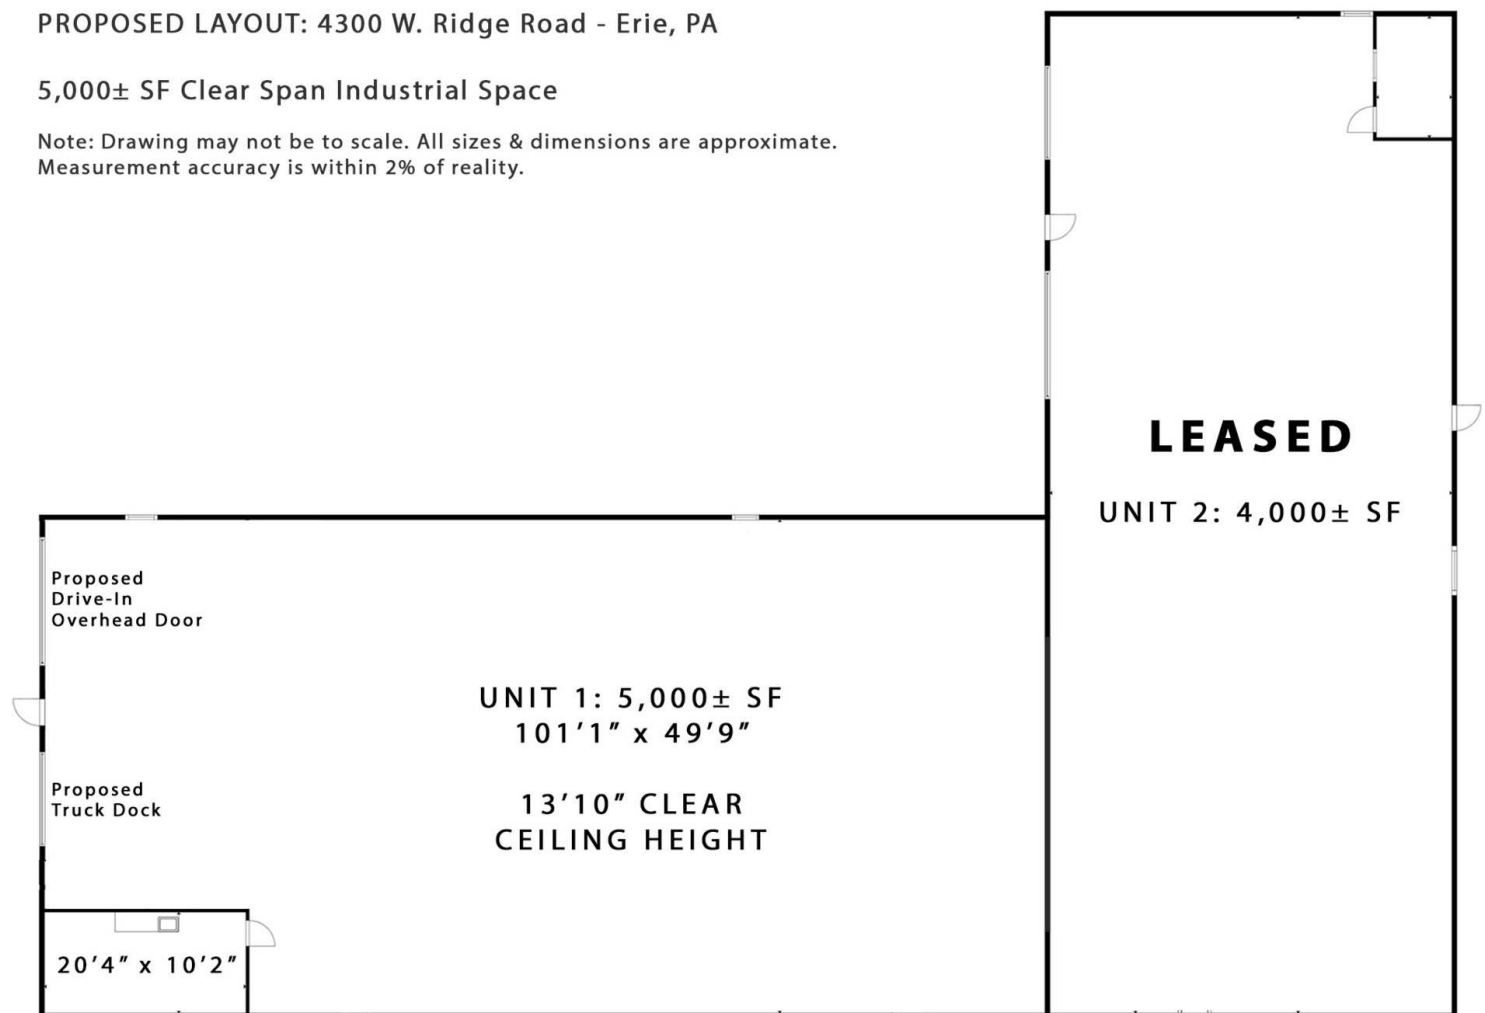 PROPOSED LAYOUT: 4300 W. Ridge Road - Erie, PA
5,000± SF Clear Span Industrial Space
Note: Drawing may not be to scale. All sizes & dimensions are approximate.
Measurement accuracy is within 2% of reality.
LEASED
UNIT 2: 4,000± SF
Proposed
Drive-In
Overhead Door
UNIT 1: 5,000± SF
101’1” x 49’9”
Proposed
Truck Dock
13’10” CLEAR
CEILING HEIGHT
20’4” x 10’2”